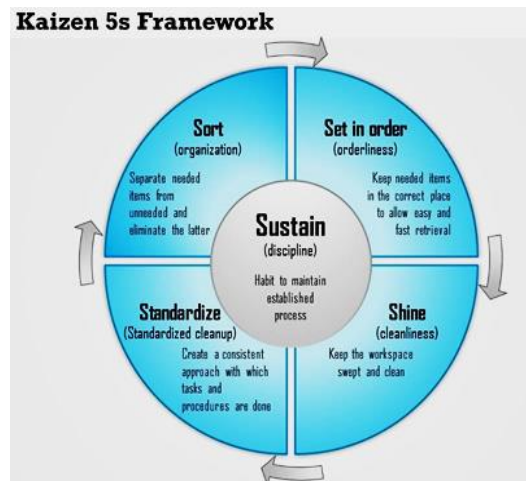 Kaizen 5s Framework
Sort
(organization)
Separate needed
items from
unneeded and
eliminate the latter
Set in order
(orderliness)
Keep needed items
in the correct place
to allow easy and
fast retrieval
Sustain
(discipline)
Habit to maintain
established
process
Standardize
(Standardized cleanup)
Create a consistent
approach with which
tasks and
procedures are done
Shine
(cleanliness)
Keep the workspace
swept and clean